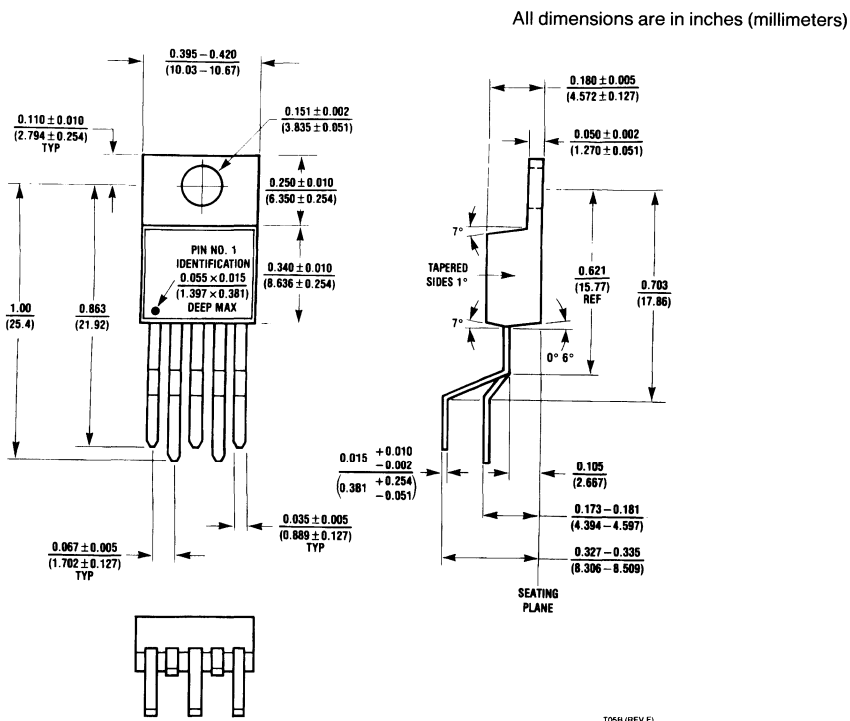 All dimensions are in inches (millimeters)
0.395 – 0.420
(10.03 – 10.67)
0.110 ± 0.010
(2.794 ± 0.254)
TYP
0.151 ± 0.002
(3.835 ± 0.051)
0.250 ± 0.010
(6.350 ± 0.254)
PIN NO. 1
IDENTIFICATION
0.055 × 0.015
(1.397 × 0.381)
DEEP MAX
0.340 ± 0.010
(8.636 ± 0.254)
1.00
(25.4)
0.863
(21.92)
0.035 ± 0.005
(0.889 ± 0.127)
TYP
0.067 ± 0.005
(1.702 ± 0.127)
TYP
0.180 ± 0.005
(4.572 ± 0.127)
0.050 ± 0.002
(1.270 ± 0.051)
7°
TAPERED
SIDES 1°
7°
0° 6°
0.621
(15.77)
REF
0.703
(17.86)
0.015 +0.010
−0.002
(0.381 +0.254
−0.051)
0.105
(2.667)
0.173 – 0.181
(4.394 – 4.597)
0.327 – 0.335
(8.306 – 8.509)
SEATING
PLANE
(REV F)